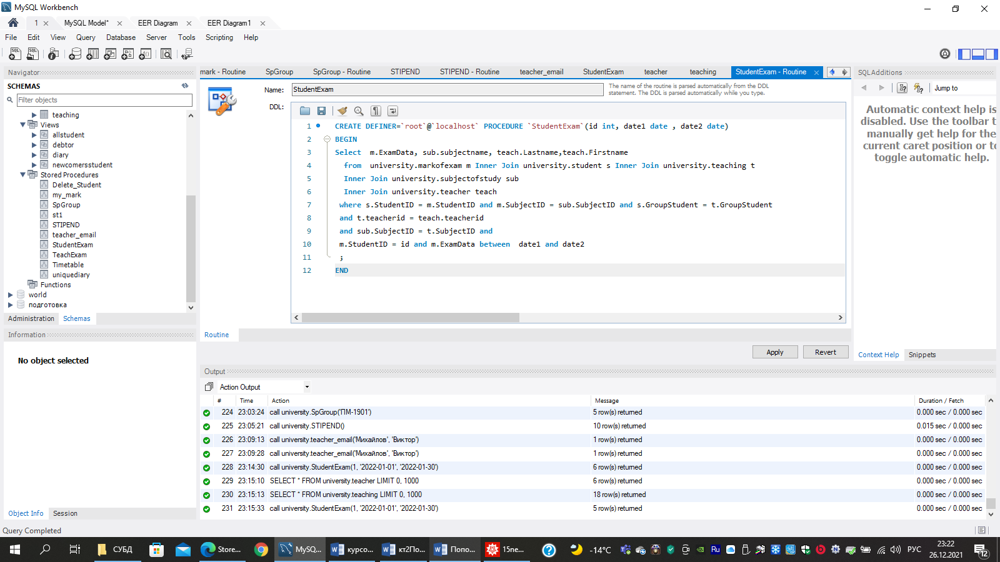 MySQL Workbench
1
MySQL Model*
EER Diagram
EER Diagram1
File Edit View Query Database Server Tools Scripting Help
Navigator
SCHEMAS
Filter objects
teaching
Views
allstudent
debtor
diary
newcomersstudent
Stored Procedures
Delete_Student
my_mark
SpGroup
st1
STIPEND
teacher_email
StudentExam
TeachExam
Timetable
uniquediary
Functions
world
подготовка
Administration Schemas
Information
No object selected
Object Info Session
Query Completed
mark - Routine SpGroup SpGroup - Routine STIPEND STIPEND - Routine teacher_email StudentExam teacher teaching StudentExam - Routine
Name: StudentExam
The name of the routine is parsed automatically from the DDL
statement. The DDL is parsed automatically while you type.
DDL:
1 CREATE DEFINER=`root`@`localhost` PROCEDURE `StudentExam`(id int, date1 date , date2 date)
2 BEGIN
3 Select  m.ExamData, sub.subjectname, teach.Lastname,teach.Firstname
4 from  university.markofexam m Inner Join university.student s Inner Join university.teaching t
5 Inner Join university.subjectofstudy sub
6 Inner Join university.teacher teach
7 where s.StudentID = m.StudentID and m.SubjectID = sub.SubjectID and s.GroupStudent = t.GroupStudent
8 and t.teacherid = teach.teacherid
9 and sub.SubjectID = t.SubjectID and
10 m.StudentID = id and m.ExamData between  date1 and date2
11 ;
12 END
Routine
Apply Revert
SQLAdditions
Jump to
Automatic context help is
disabled. Use the toolbar t
manually get help for the
current caret position or to
toggle automatic help.
Context Help Snippets
Output
Action Output
# Time Action Message Duration / Fetch
224 23:03:24 call university.SpGroup('ПМ-1901') 5 row(s) returned 0.000 sec / 0.000 sec
225 23:05:21 call university.STIPEND() 10 row(s) returned 0.015 sec / 0.000 sec
226 23:09:13 call university.teacher_email('Михайлов', 'Виктор') 1 row(s) returned 0.000 sec / 0.000 sec
227 23:09:28 call university.teacher_email('Михайлов', 'Виктор') 1 row(s) returned 0.000 sec / 0.000 sec
228 23:14:30 call university.StudentExam(1, '2022-01-01', '2022-01-30') 6 row(s) returned 0.000 sec / 0.000 sec
229 23:15:10 SELECT * FROM university.teacher LIMIT 0, 1000 6 row(s) returned 0.000 sec / 0.000 sec
230 23:15:13 SELECT * FROM university.teaching LIMIT 0, 1000 18 row(s) returned 0.000 sec / 0.000 sec
231 23:15:33 call university.StudentExam(1, '2022-01-01', '2022-01-30') 5 row(s) returned 0.000 sec / 0.000 sec
СУБД
Store...
MySQ...
курсо...
кт2По...
Попо...
15пе...
-14°C
Ru
РУС
23:22
26.12.2021
12